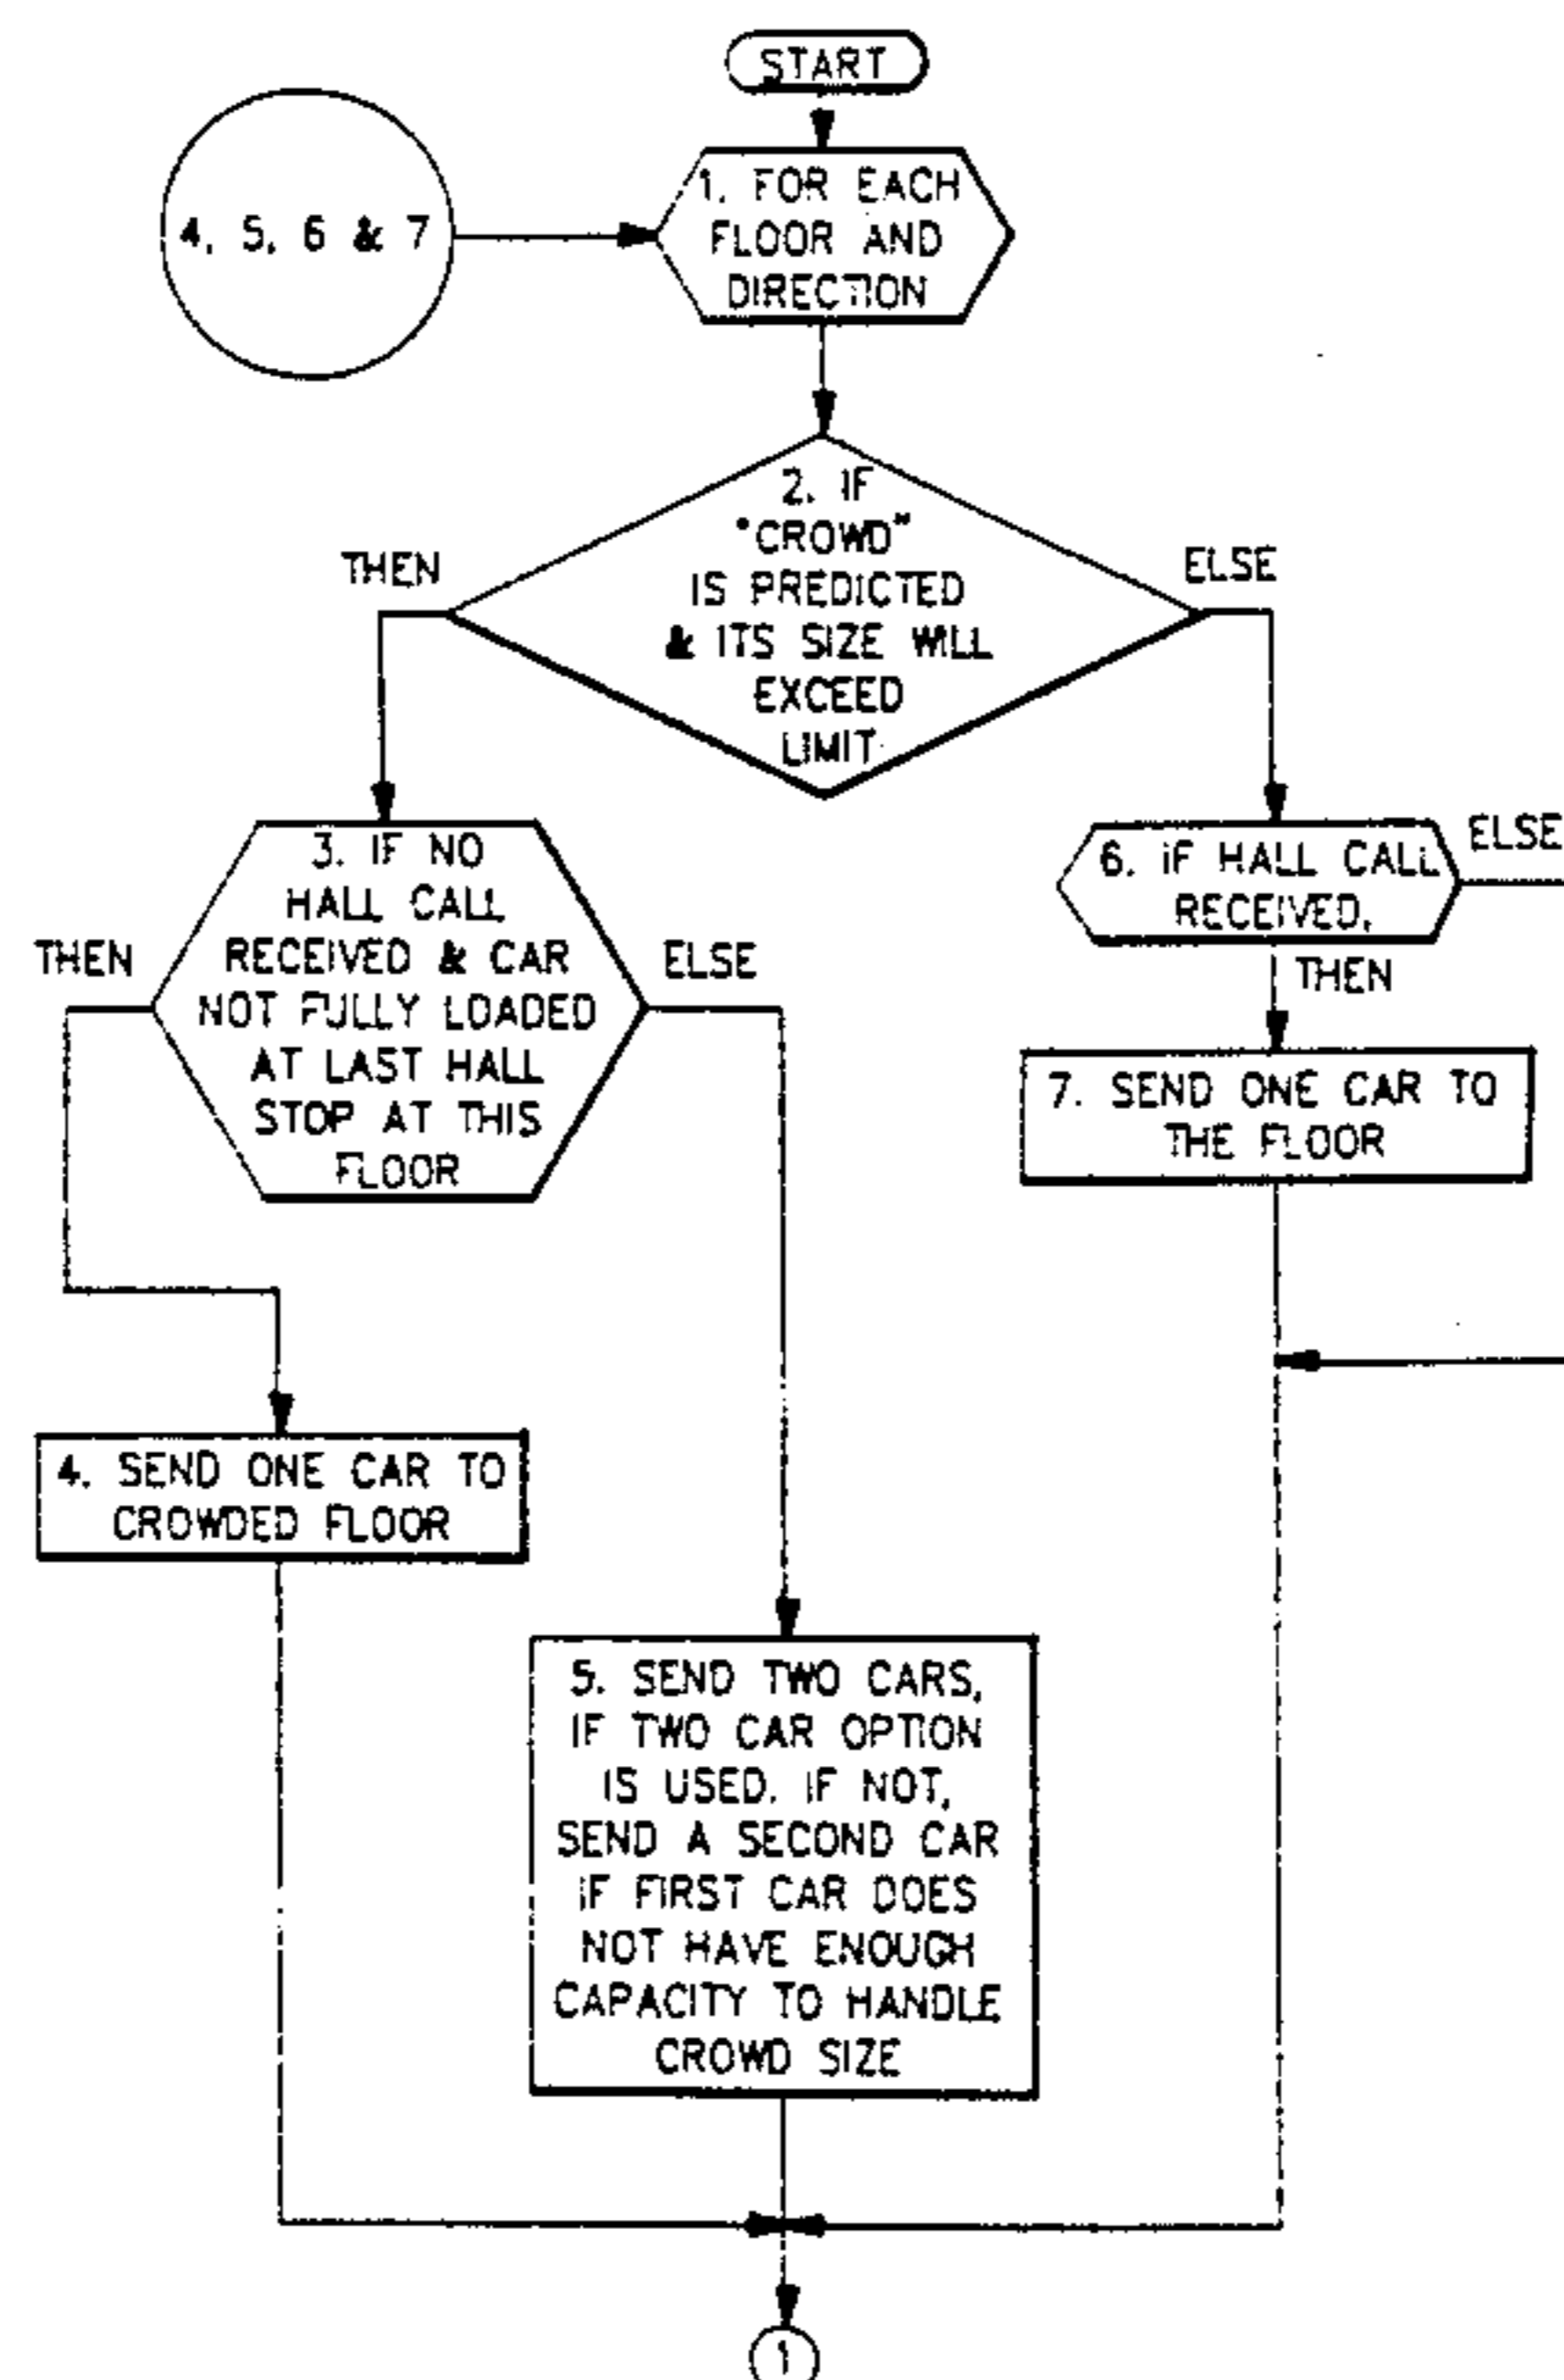 START
4, 5, 6 & 7
1. FOR EACH
FLOOR AND
DIRECTION
2. IF
"CROWD"
IS PREDICTED
& ITS SIZE WILL
EXCEED
LIMIT
THEN
ELSE
3. IF NO
HALL CALL
RECEIVED & CAR
NOT FULLY LOADED
AT LAST HALL
STOP AT THIS
FLOOR
THEN
ELSE
6. IF HALL CALL
RECEIVED,
ELSE
THEN
7. SEND ONE CAR TO
THE FLOOR
4. SEND ONE CAR TO
CROWDED FLOOR
5. SEND TWO CARS,
IF TWO CAR OPTION
IS USED. IF NOT,
SEND A SECOND CAR
IF FIRST CAR DOES
NOT HAVE ENOUGH
CAPACITY TO HANDLE
CROWD SIZE
1